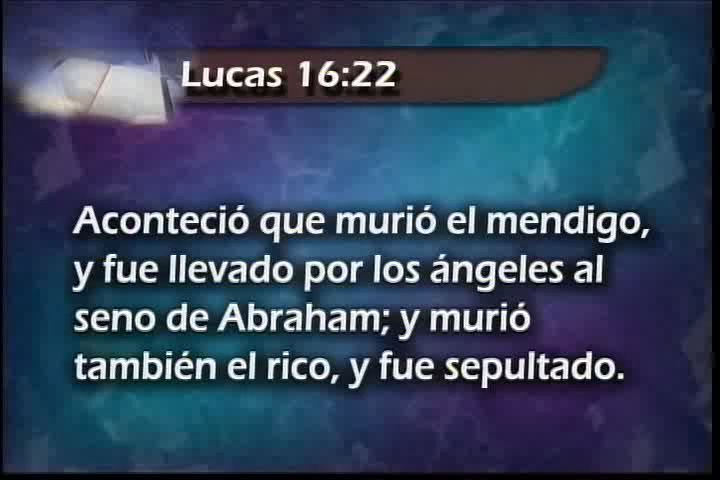 Lucas 16:22
Aconteció que murió el mendigo,
y fue llevado por los ángeles al
seno de Abraham; y murió
también el rico, y fue sepultado.